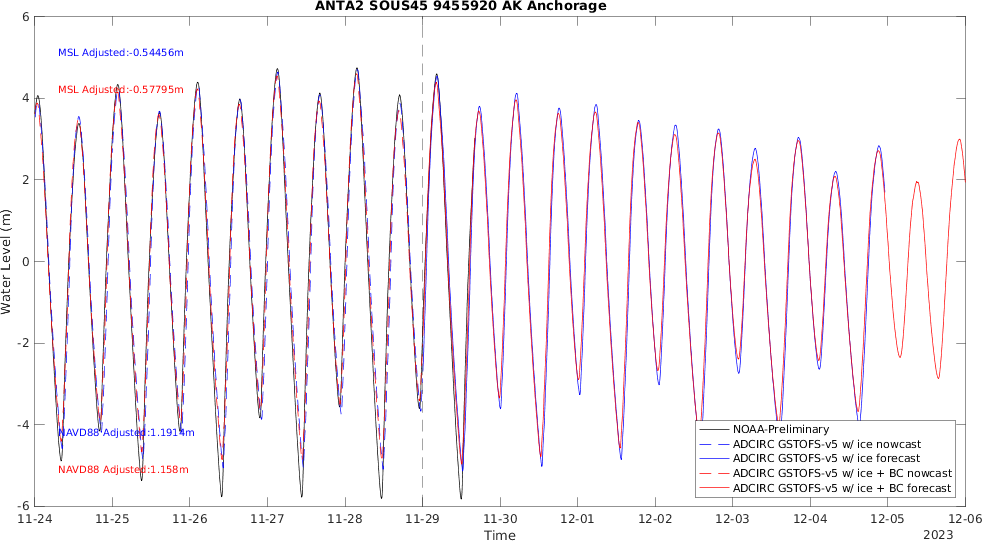 ANTA2 SOUS45 9455920 AK Anchorage
6
MSL Adjusted:-0.54456m
4
MSL Adjusted:-0.57795m
2
0
Water Level (m)
-2
-4
NAVD88 Adjusted:1.1914m
NAVD88 Adjusted:1.158m
-6
NOAA-Preliminary
ADCIRC GSTOFS-v5 w/ ice nowcast
ADCIRC GSTOFS-v5 w/ ice forecast
ADCIRC GSTOFS-v5 w/ ice + BC nowcast
ADCIRC GSTOFS-v5 w/ ice + BC forecast
11-24 11-25 11-26 11-27 11-28 11-29 11-30 12-01 12-02 12-03 12-04 12-05 12-06
Time
2023